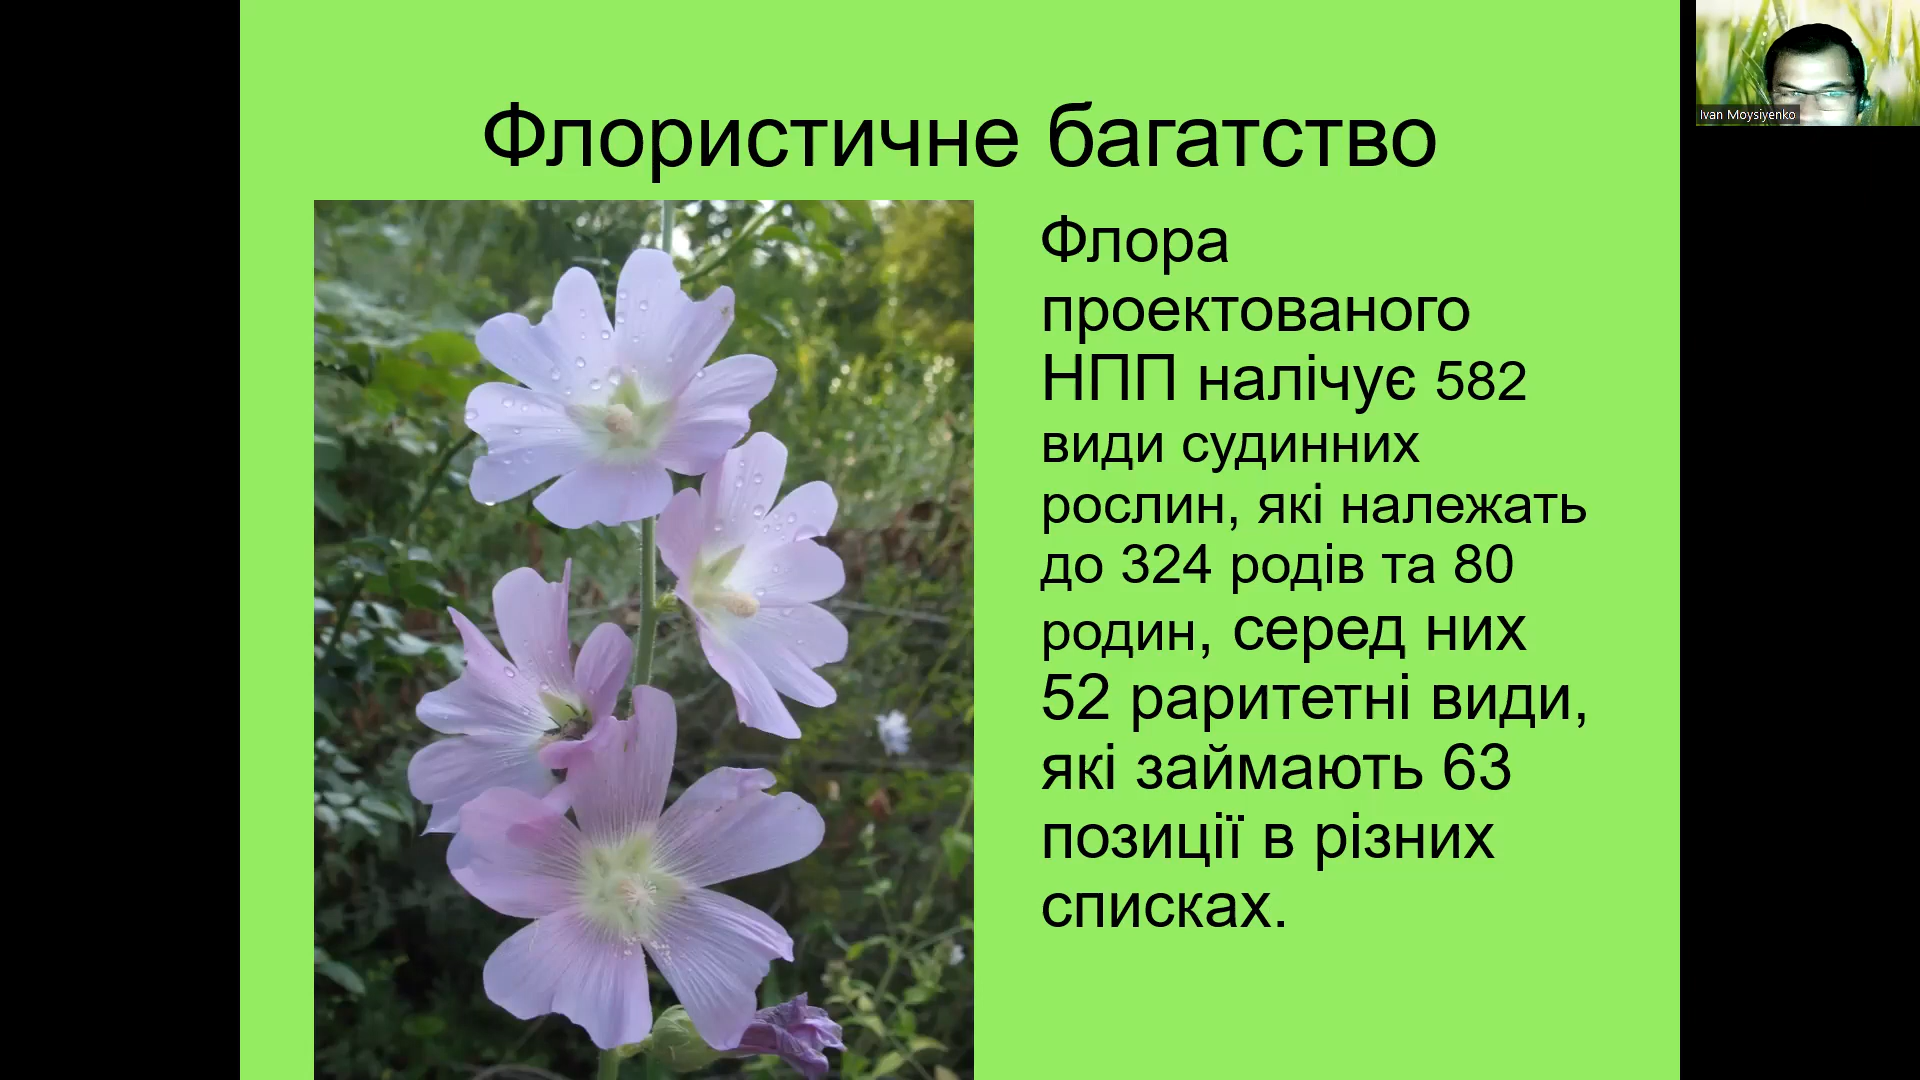 Флористичне багатство
Ivan Moysiyenko
Флора
проектованого
НПП налічує 582
види судинних
рослин, які належать
до 324 родів та 80
родин, серед них
52 раритетні види,
які займають 63
позиції в різних
списках.